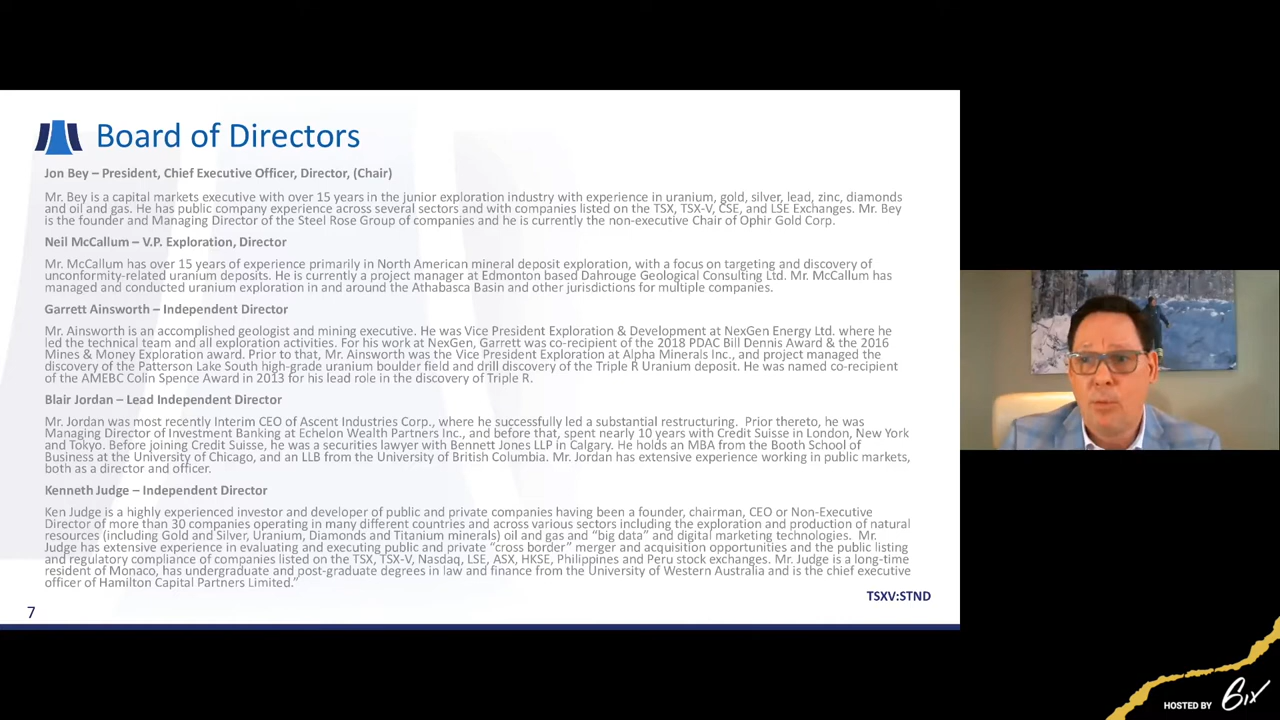 Board of Directors
Jon Bey – President, Chief Executive Officer, Director, (Chair)
Mr. Bey is a capital markets executive with over 15 years in the junior exploration industry with experience in uranium, gold, silver, lead, zinc, diamonds
and oil and gas. He has public company experience across several sectors and with companies listed on the TSX, TSX-V, CSE, and LSE Exchanges. Mr. Bey
is the founder and Managing Director of the Steel Rose Group of companies and he is currently the non-executive Chair of Ophir Gold Corp.
Neil McCallum – V.P. Exploration, Director
Mr. McCallum has over 15 years of experience primarily in North American mineral deposit exploration, with a focus on targeting and discovery of
unconformity-related uranium deposits. He is currently a project manager at Edmonton based Dahrouge Geological Consulting Ltd. Mr. McCallum has
managed and conducted uranium exploration in and around the Athabasca Basin and other jurisdictions for multiple companies.
Garrett Ainsworth – Independent Director
Mr. Ainsworth is an accomplished geologist and mining executive. He was Vice President Exploration & Development at NexGen Energy Ltd. where he
led the technical team and all exploration activities. For his work at NexGen, Garrett was co-recipient of the 2018 PDAC Bill Dennis Award & the 2016
Mines & Money Exploration award. Prior to that, Mr. Ainsworth was the Vice President Exploration at Alpha Minerals Inc., and project managed the
discovery of the Patterson Lake South high-grade uranium boulder field and drill discovery of the Triple R Uranium deposit. He was named co-recipient
of the AMEBC Colin Spence Award in 2013 for his lead role in the discovery of Triple R.
Blair Jordan – Lead Independent Director
Mr. Jordan was most recently Interim CEO of Ascent Industries Corp., where he successfully led a substantial restructuring. Prior thereto, he was
Managing Director of Investment Banking at Echelon Wealth Partners Inc., and before that, spent nearly 10 years with Credit Suisse in London, New York
and Tokyo. Before joining Credit Suisse, he was a securities lawyer with Bennett Jones LLP in Calgary. He holds an MBA from the Booth School of
Business at the University of Chicago, and an LLB from the University of British Columbia. Mr. Jordan has extensive experience working in public markets,
both as a director and officer.
Kenneth Judge – Independent Director
Ken Judge is a highly experienced investor and developer of public and private companies having been a founder, chairman, CEO or Non-Executive
Director of more than 30 companies operating in many different countries and across various sectors including the exploration and production of natural
resources (including Gold and Silver, Uranium, Diamonds and Titanium minerals) oil and gas and “big data” and digital marketing technologies. Mr.
Judge has extensive experience in evaluating and executing public and private “cross border” merger and acquisition opportunities and the public listing
and regulatory compliance of companies listed on the TSX, TSX-V, Nasdaq, LSE, ASX, HKSE, Philippines and Peru stock exchanges. Mr. Judge is a long-time
resident of Monaco, has undergraduate and post-graduate degrees in law and finance from the University of Western Australia and is the chief executive
officer of Hamilton Capital Partners Limited.”
TSXV:STND
7
HOSTED BY 6ix